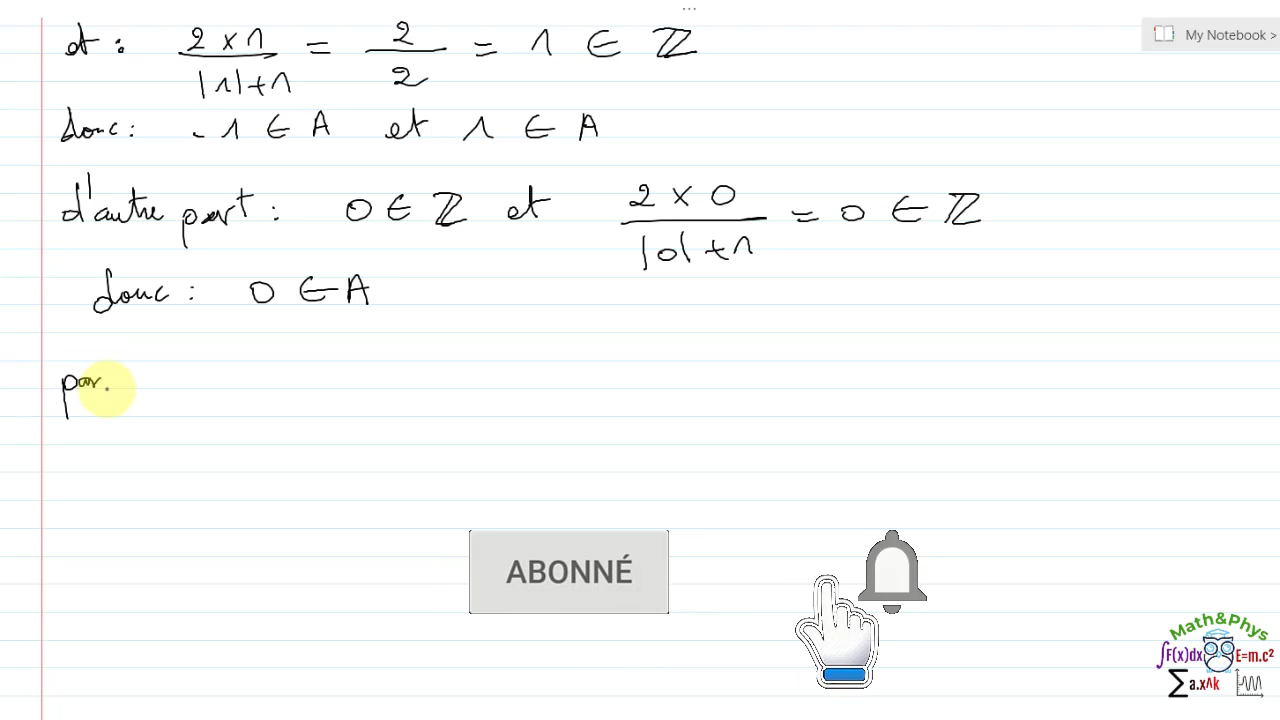 ...
My Notebook >
et : 2 × 1 / |1|+1 = 2 / 2 = 1 ∈ ℤ
donc : -1 ∈ A et 1 ∈ A
d'autre part : 0 ∈ ℤ et 2 × 0 / |0|+1 = 0 ∈ ℤ
donc : 0 ∈ A
par
ABONNÉ
Math&Phys
∫F(x)dx E=m.c²
∑ a.x^k